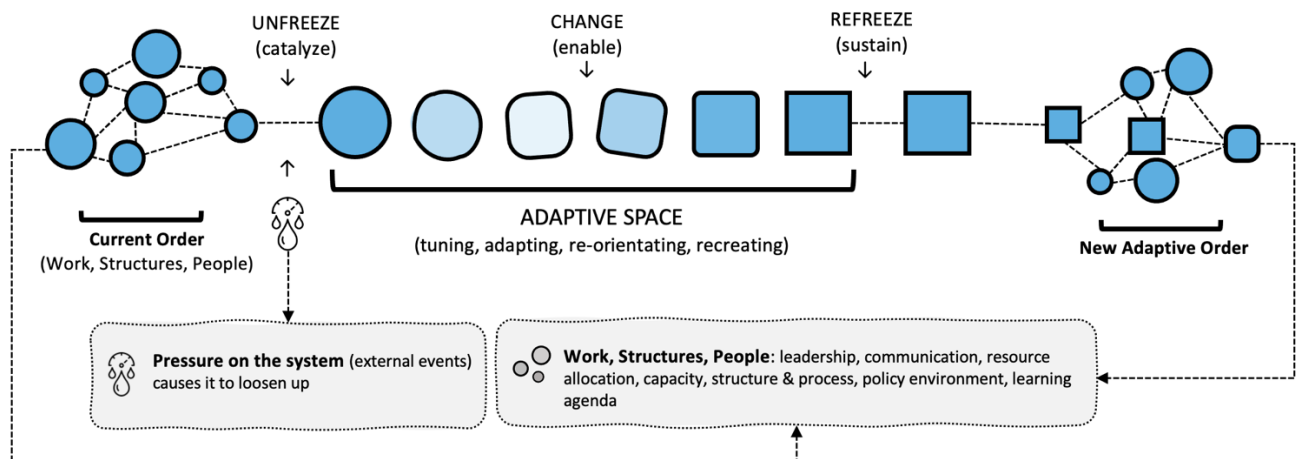 UNFREEZE
(catalyze)
CHANGE
(enable)
REFREEZE
(sustain)
ADAPTIVE SPACE
(tuning, adapting, re-orientating, recreating)
Current Order
(Work, Structures, People)
New Adaptive Order
Pressure on the system (external events)
causes it to loosen up
Work, Structures, People: leadership, communication, resource
allocation, capacity, structure & process, policy environment, learning
agenda